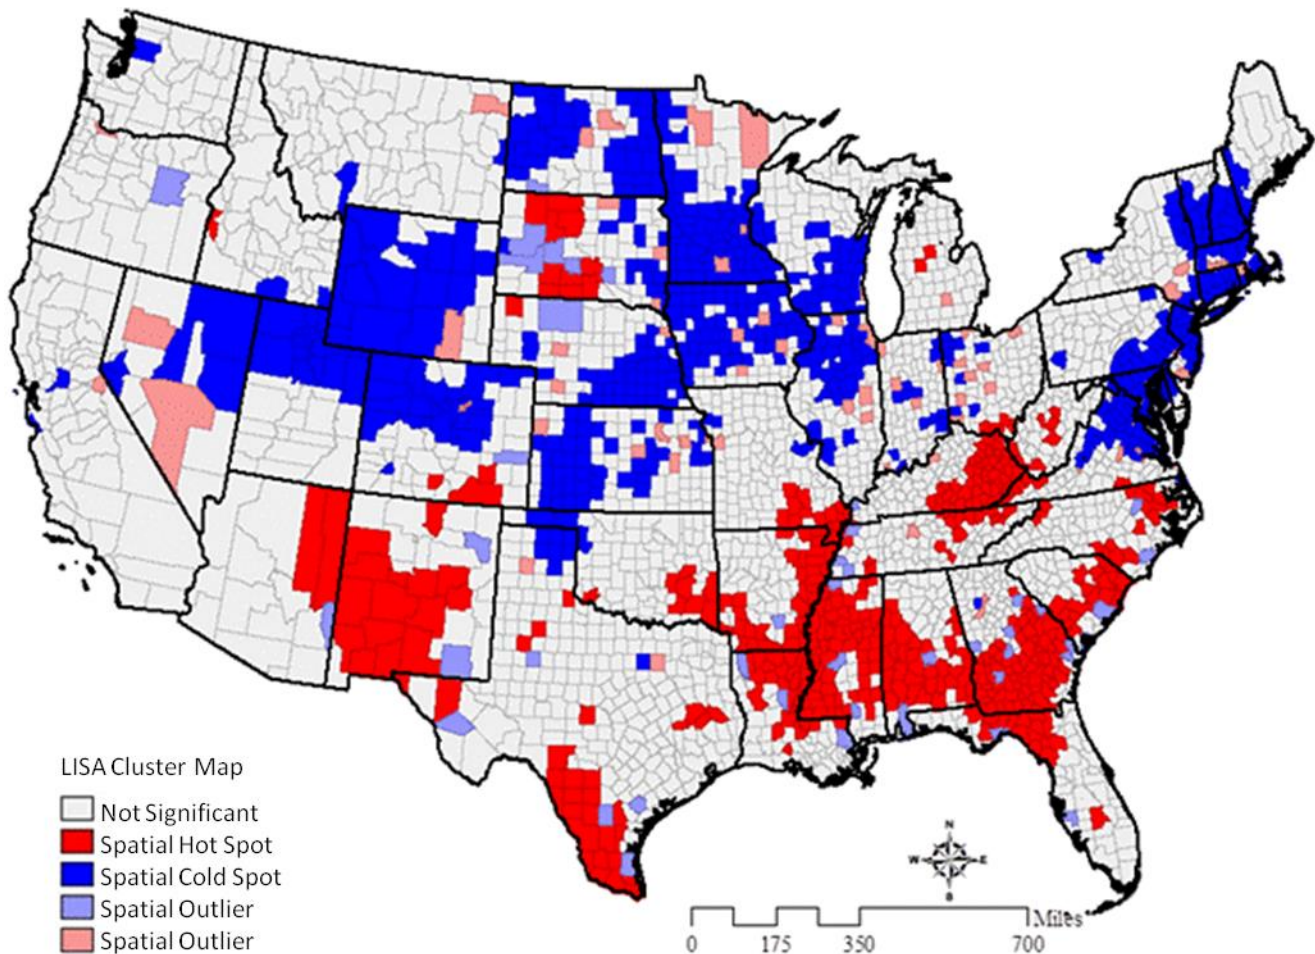 LISA Cluster Map
Not Significant
Spatial Hot Spot
Spatial Cold Spot
Spatial Outlier
Spatial Outlier
N
W E
S
Miles
0 175 350 700